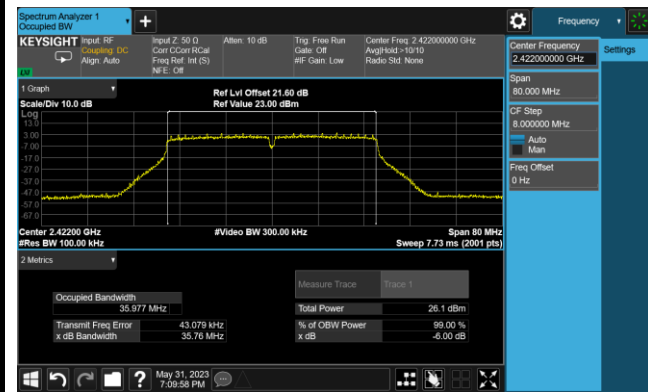 Spectrum Analyzer 1
Occupied BW
Frequency
KEYSIGHT
Input: RF
Coupling: DC
Align: Auto
Input Z: 50 Ω
Corr CCorr RCal
Freq Ref: Int (S)
NFE: Off
Atten: 10 dB
Trig: Free Run
Gate: Off
#IF Gain: Low
Center Freq: 2.422000000 GHz
Avg|Hold:>10/10
Radio Std: None
Center Frequency
2.422000000 GHz
Settings
Span
80.000 MHz
CF Step
8.000000 MHz
Auto
Man
Freq Offset
0 Hz
LW
1 Graph
Scale/Div 10.0 dB
Ref Lvl Offset 21.60 dB
Ref Value 23.00 dBm
Log
13.0
3.00
-7.00
-17.0
-27.0
-37.0
-47.0
-57.0
-67.0
Center 2.42200 GHz
#Res BW 100.00 kHz
#Video BW 300.00 kHz
Span 80 MHz
Sweep 7.73 ms (2001 pts)
2 Metrics
Measure Trace
Trace 1
Occupied Bandwidth
35.977 MHz
Total Power
26.1 dBm
Transmit Freq Error
43.079 kHz
% of OBW Power
99.00 %
x dB Bandwidth
35.76 MHz
x dB
-6.00 dB
?
May 31, 2023
7:09:58 PM